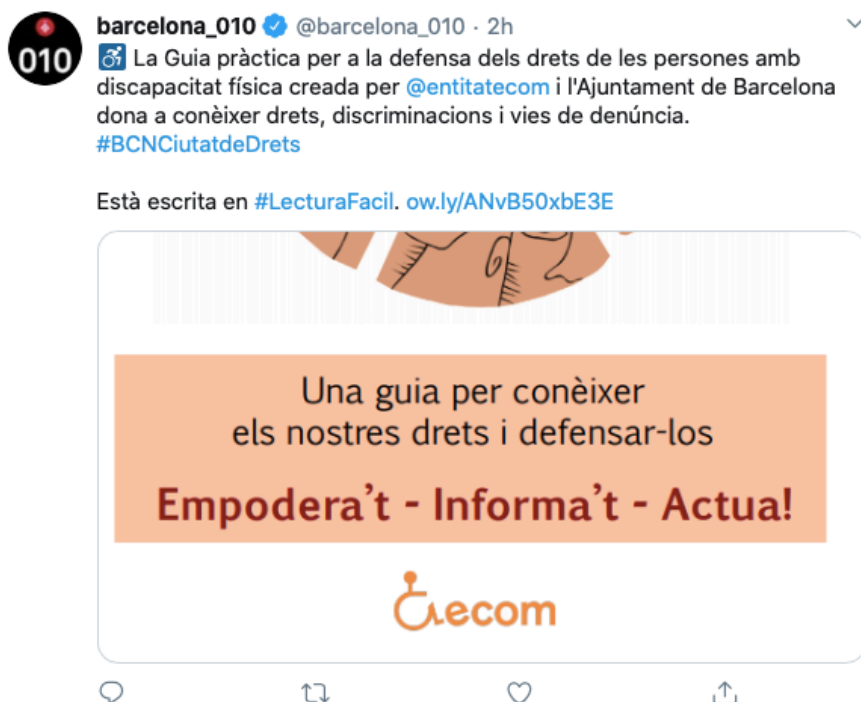 010
barcelona_010 @barcelona_010 · 2h
La Guia pràctica per a la defensa dels drets de les persones amb
discapacitat física creada per @entitatecom i l'Ajuntament de Barcelona
dona a conèixer drets, discriminacions i vies de denúncia.
#BCNCiutatdeDrets
Està escrita en #LecturaFacil. ow.ly/ANvB50xbE3E
Una guia per conèixer
els nostres drets i defensar-los
Empodera't - Informa't - Actua!
ecom